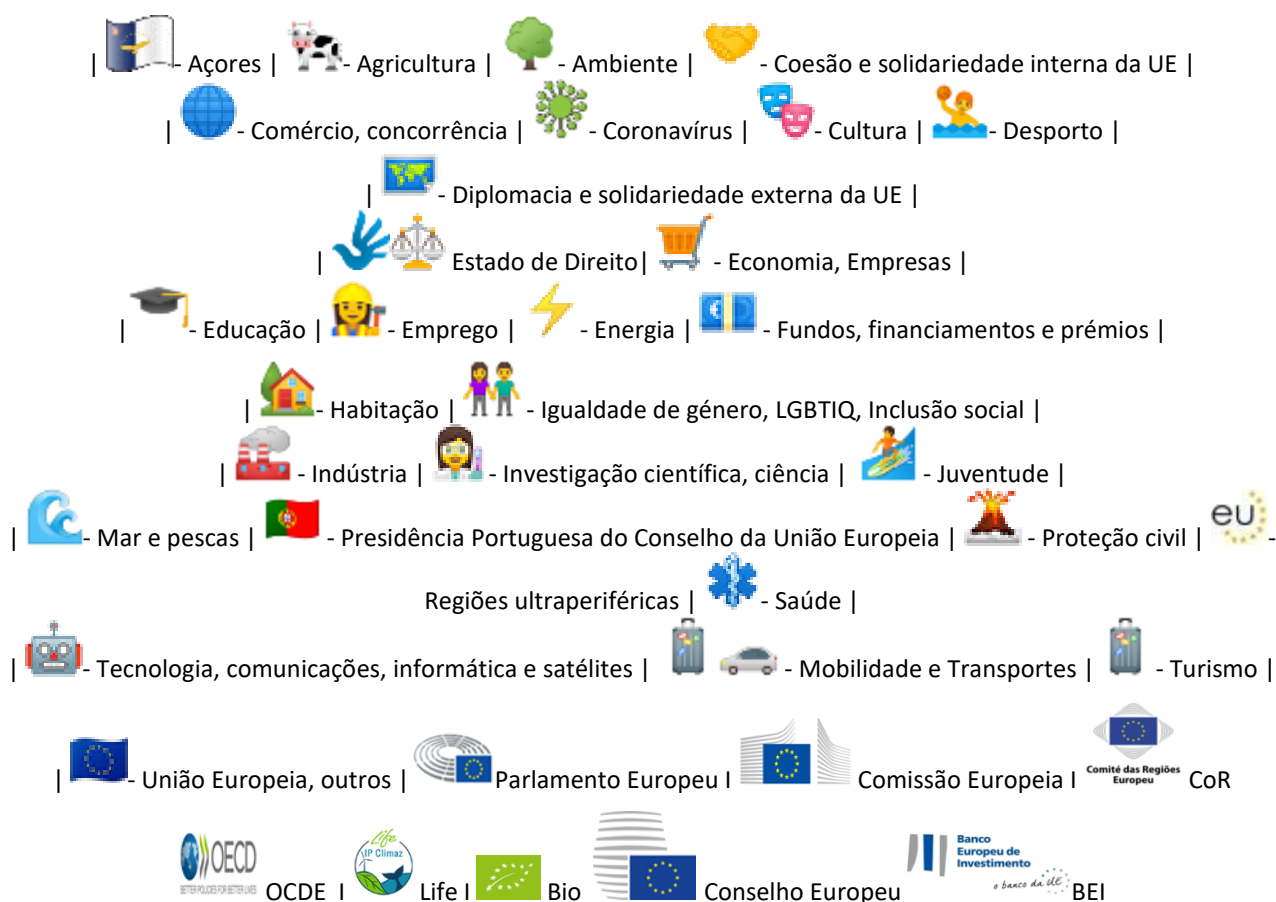 | - Açores | - Agricultura | - Ambiente | - Coesão e solidariedade interna da UE |
| - Comércio, concorrência | - Coronavírus | - Cultura | - Desporto |
| - Diplomacia e solidariedade externa da UE |
| Estado de Direito| - Economia, Empresas |
| - Educação | - Emprego | - Energia | - Fundos, financiamentos e prémios |
| - Habitação | - Igualdade de género, LGBTIQ, Inclusão social |
| - Indústria | - Investigação científica, ciência | - Juventude |
| - Mar e pescas | - Presidência Portuguesa do Conselho da União Europeia | - Proteção civil | eu -
Regiões ultraperiféricas | - Saúde |
| - Tecnologia, comunicações, informática e satélites | - Mobilidade e Transportes | - Turismo |
| - União Europeia, outros | Parlamento Europeu I Comissão Europeia I Comité das Regiões Europeu CoR
OECD BETTER POLICIES FOR BETTER LIVES OCDE I Life IP Climaz Life I Bio Conselho Europeu Banco Europeu de Investimento o banco da UE BEI